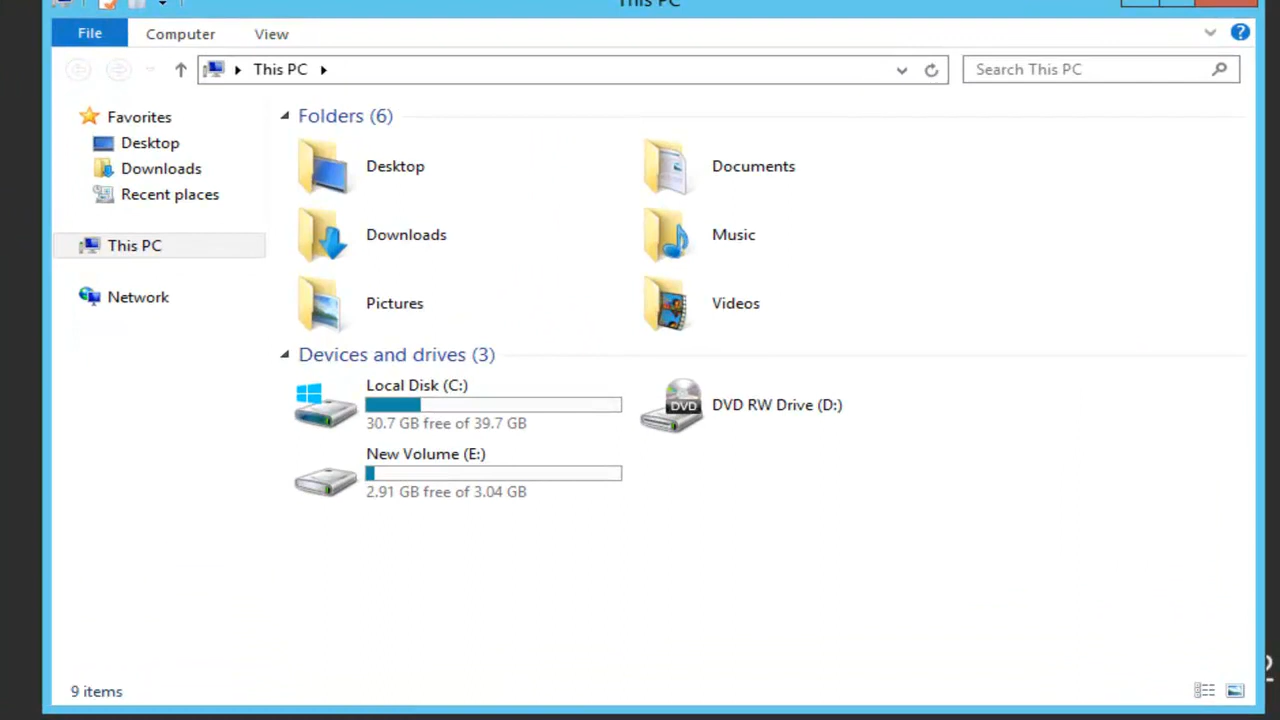 This PC
File Computer View
This PC
Search This PC
Favorites
Desktop
Downloads
Recent places
This PC
Network
Folders (6)
Desktop
Documents
Downloads
Music
Pictures
Videos
Devices and drives (3)
Local Disk (C:)
30.7 GB free of 39.7 GB
DVD
DVD RW Drive (D:)
New Volume (E:)
2.91 GB free of 3.04 GB
9 items